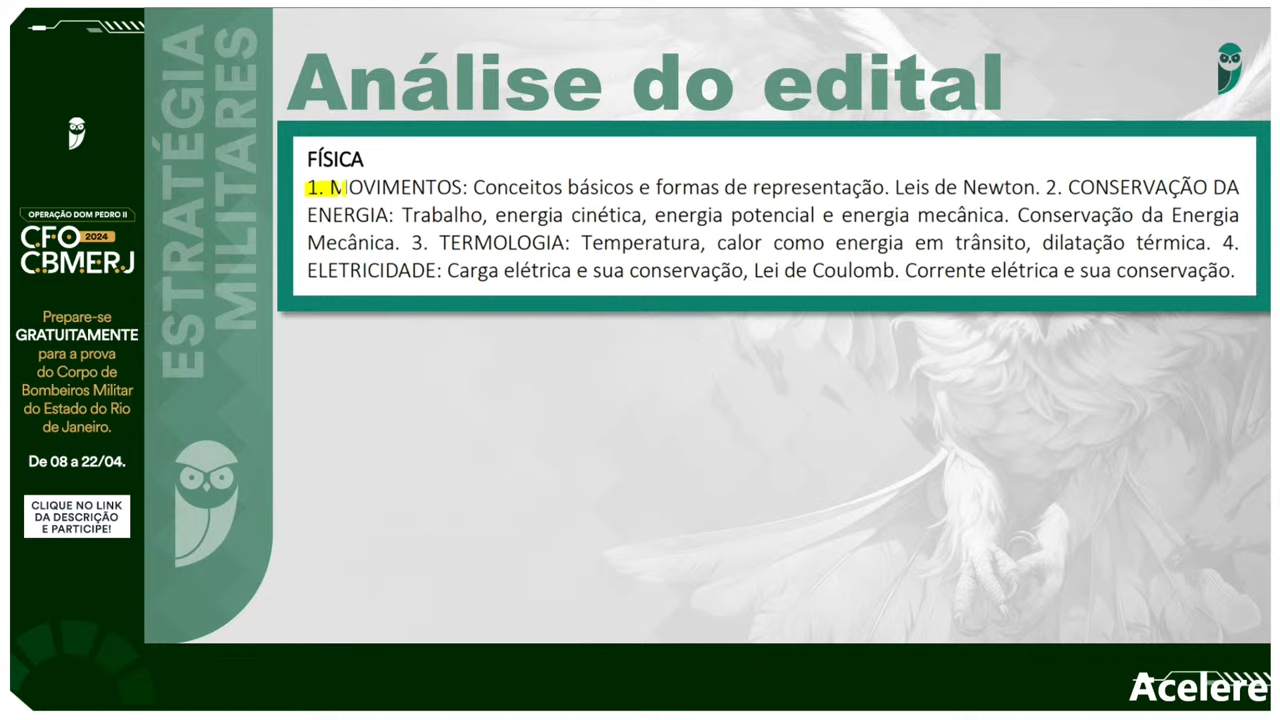 OPERAÇÃO DOM PEDRO II
CFO 2024
CBMERJ
Prepare-se
GRATUITAMENTE
para a prova
do Corpo de
Bombeiros Militar
do Estado do Rio
de Janeiro.
De 08 a 22/04.
CLIQUE NO LINK
DA DESCRIÇÃO
E PARTICIPE!
ESTRATÉGIA
MILITARES
Análise do edital
FÍSICA
1. MOVIMENTOS: Conceitos básicos e formas de representação. Leis de Newton. 2. CONSERVAÇÃO DA
ENERGIA: Trabalho, energia cinética, energia potencial e energia mecânica. Conservação da Energia
Mecânica. 3. TERMOLOGIA: Temperatura, calor como energia em trânsito, dilatação térmica. 4.
ELETRICIDADE: Carga elétrica e sua conservação, Lei de Coulomb. Corrente elétrica e sua conservação.
Acelere